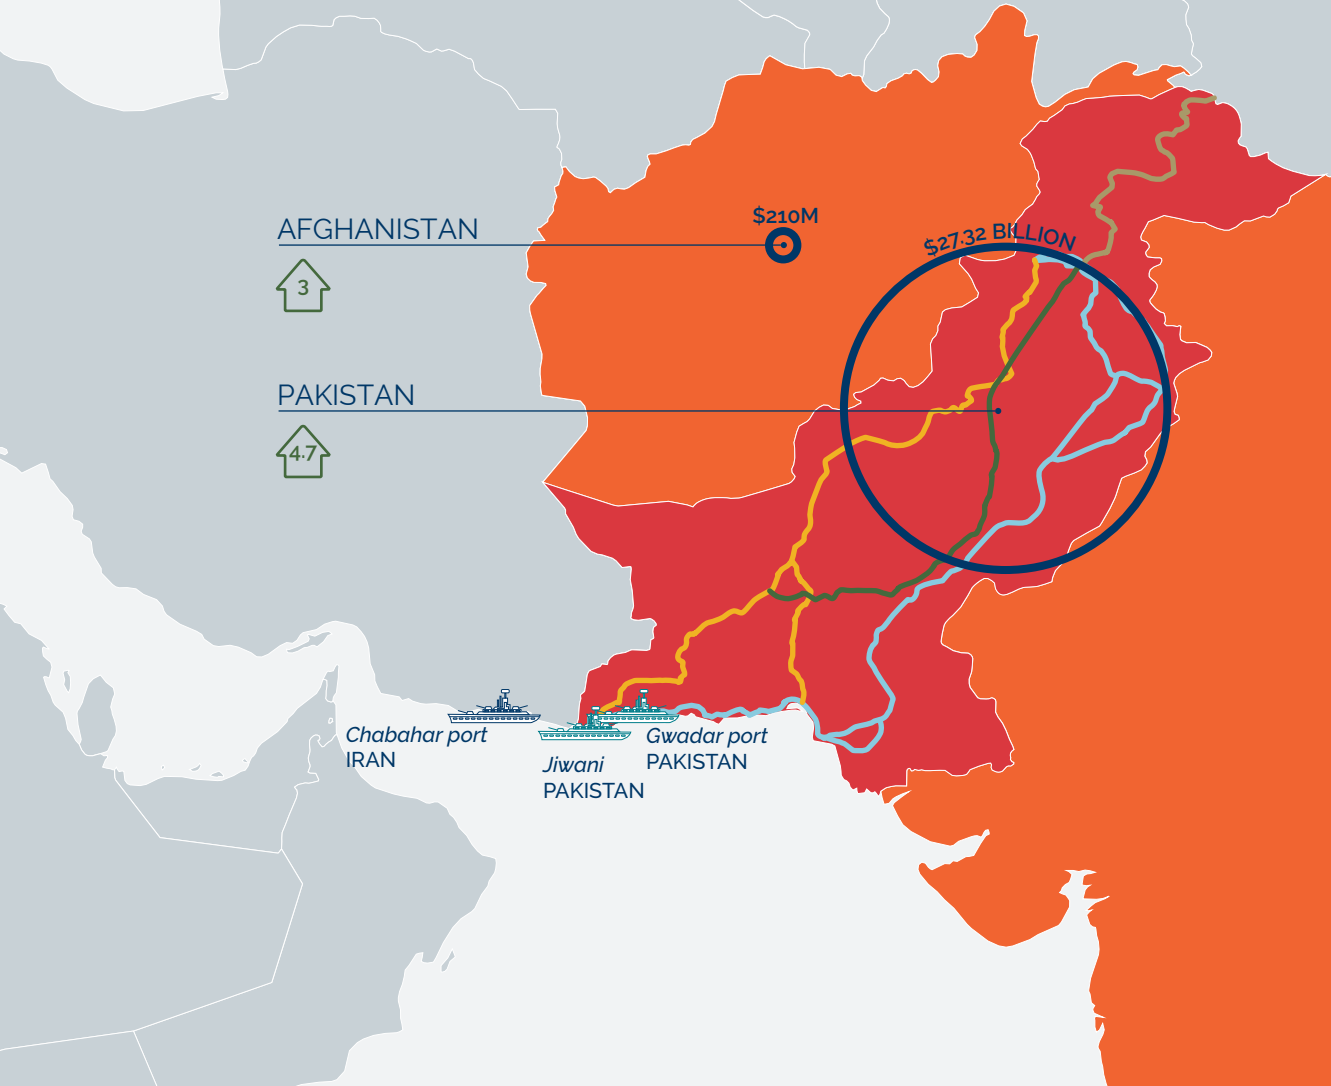 $210M
AFGHANISTAN
$27.32 BILLION
3
PAKISTAN
4.7
Chabahar port
IRAN
Gwadar port
PAKISTAN
Jiwani
PAKISTAN